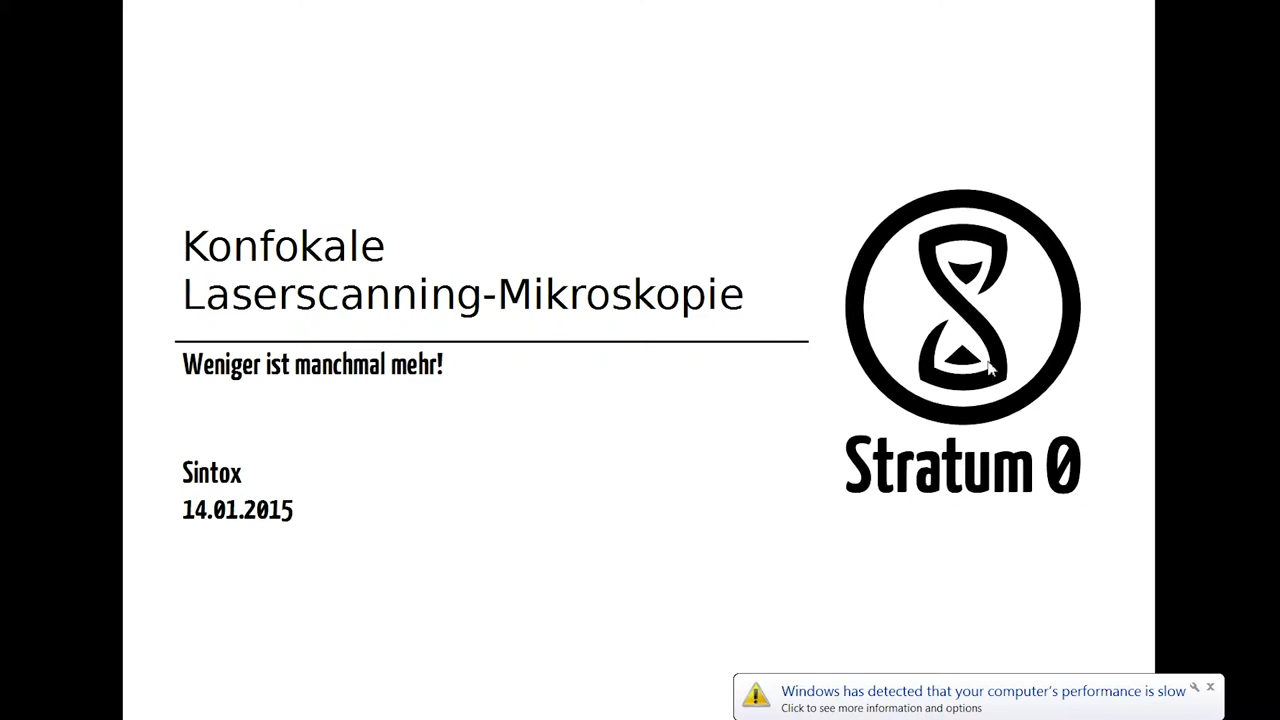 Konfokale
Laserscanning-Mikroskopie
Weniger ist manchmal mehr!
Sintox
14.01.2015
Stratum 0
Windows has detected that your computer's performance is slow
Click to see more information and options